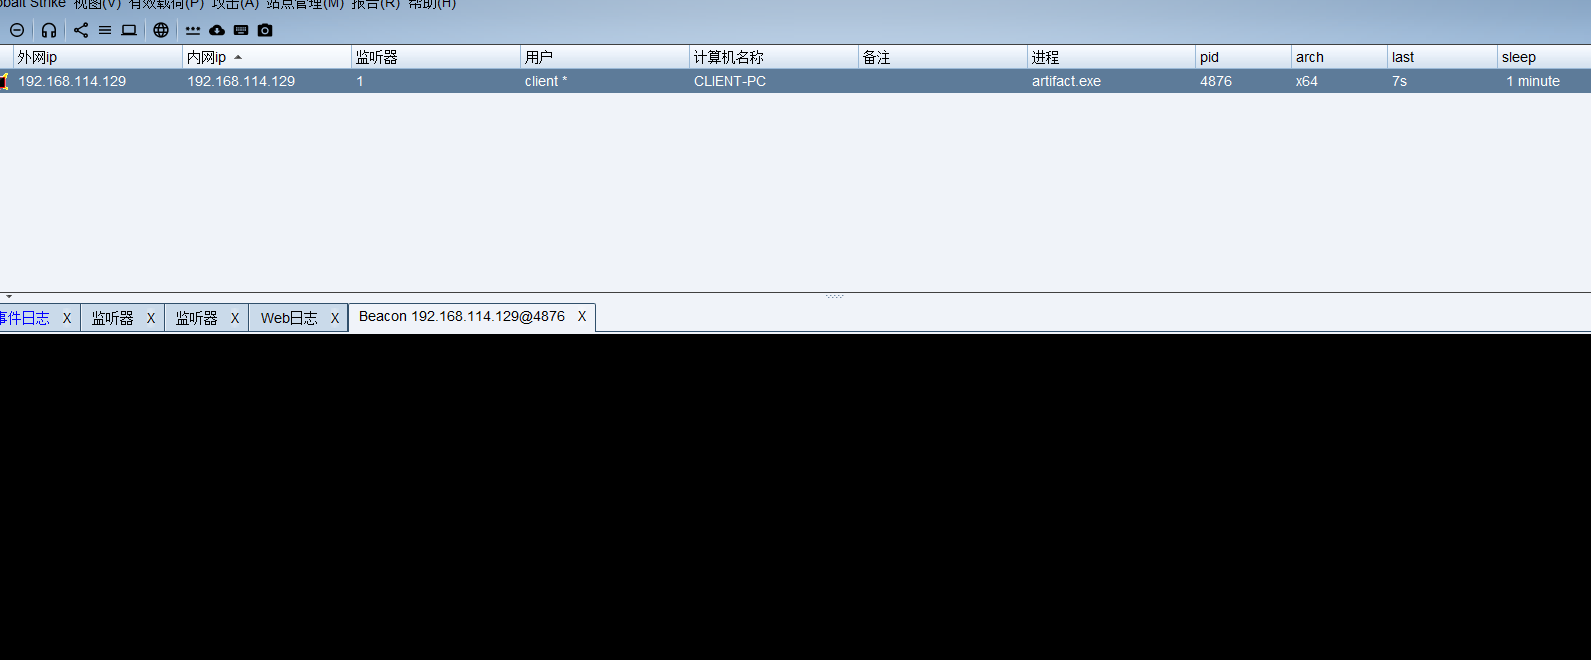 obalt Strike 视图(V) 有效载荷(P) 攻击(A) 站点管理(M) 报告(R) 帮助(H)
外网ip 内网ip 监听器 用户 计算机名称 备注 进程 pid arch last sleep
192.168.114.129 192.168.114.129 1 client * CLIENT-PC artifact.exe 4876 x64 7s 1 minute
事件日志 X 监听器 X 监听器 X Web日志 X Beacon 192.168.114.129@4876 X